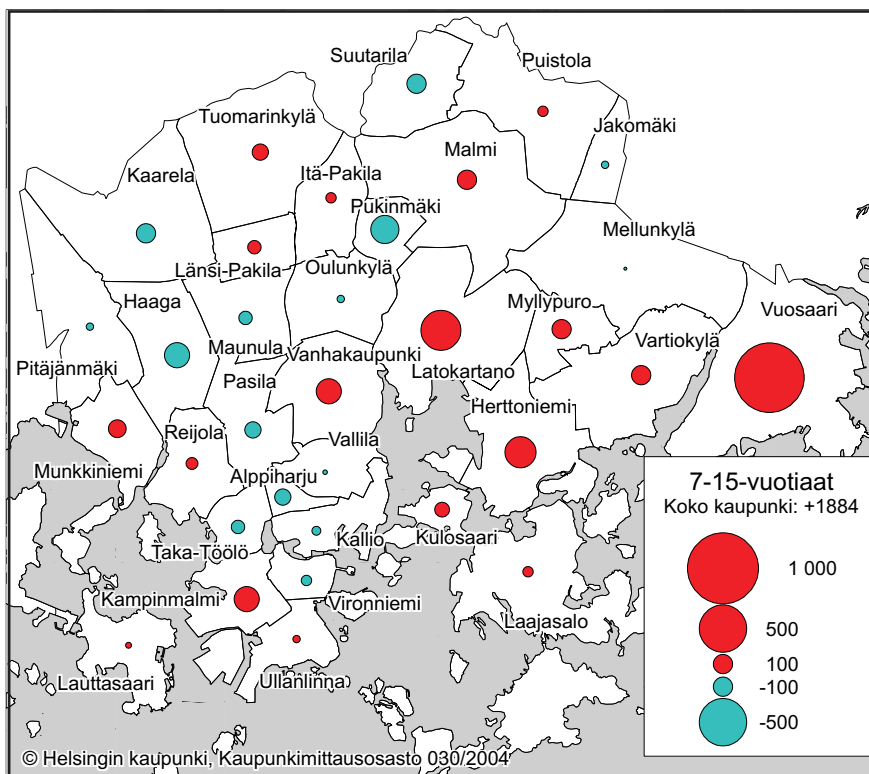 Suutarila
Puistola
Tuomarinkylä
Jakomäki
Malmi
Itä-Pakila
Kaarela
Pukinmäki
Mellunkylä
Länsi-Pakila
Oulunkylä
Haaga
Myllypuro
Vuosaari
Vartiokylä
Maunula
Vanhakaupunki
Pitäjänmäki
Latokartano
Pasila
Herttoniemi
Reijola
Vallila
Munkkiniemi
Alppiharju
Kallio
Kulosaari
Taka-Töölö
Kampinmalmi
Vironniemi
Laajasalo
Lauttasaari
Ullanlinna
7-15-vuotiaat
Koko kaupunki: +1884
1 000
500
100
-100
-500
© Helsingin kaupunki, Kaupunkimittausosasto 030/2004